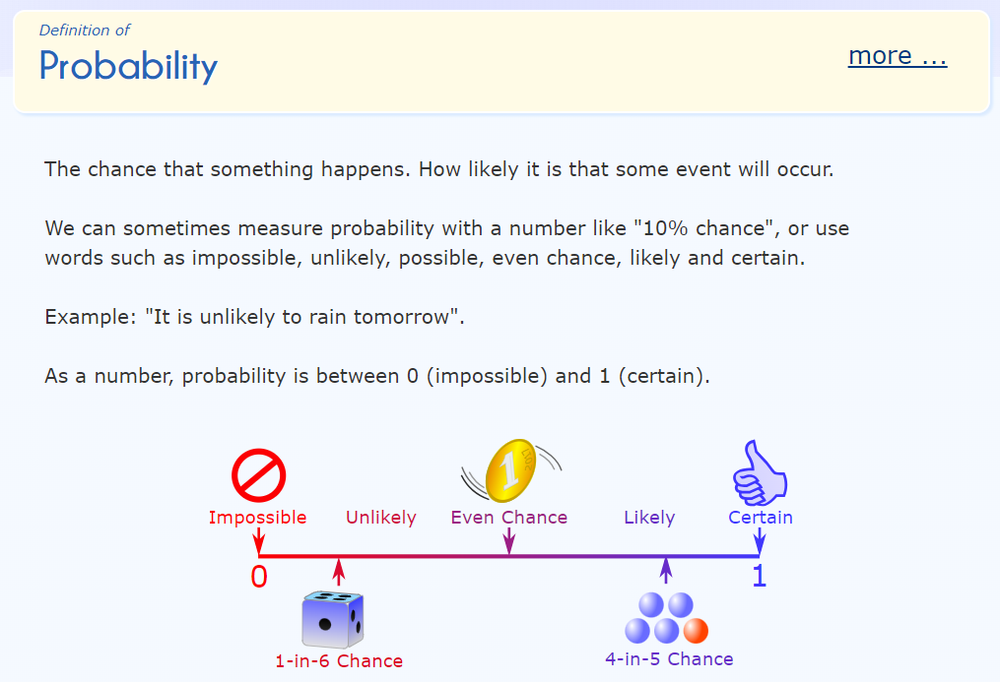 Definition of
Probability
more ...
The chance that something happens. How likely it is that some event will occur.
We can sometimes measure probability with a number like "10% chance", or use
words such as impossible, unlikely, possible, even chance, likely and certain.
Example: "It is unlikely to rain tomorrow".
As a number, probability is between 0 (impossible) and 1 (certain).
1
Impossible Unlikely Even Chance Likely Certain
0 1
1-in-6 Chance 4-in-5 Chance